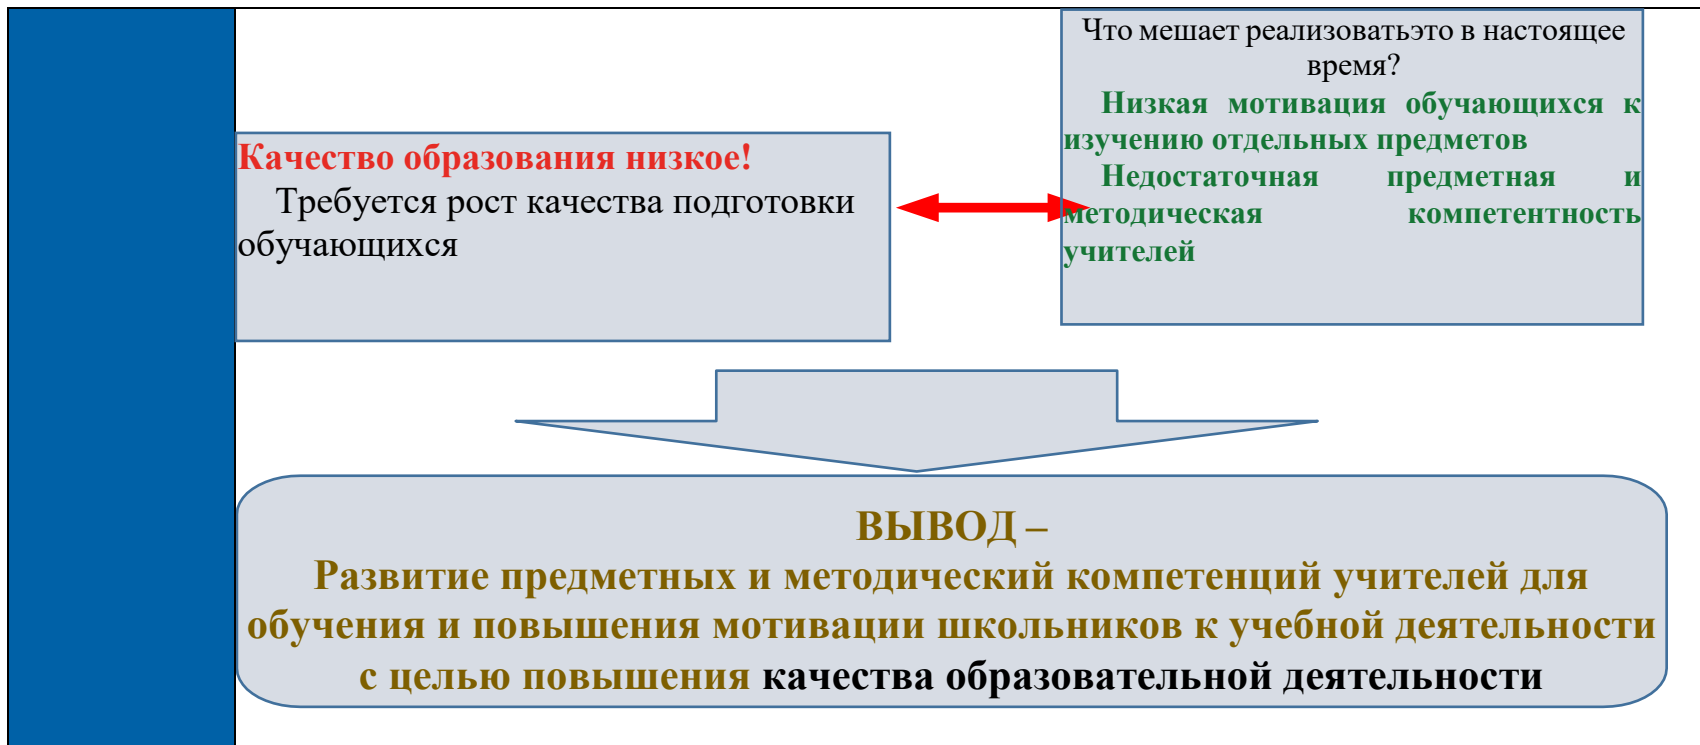 Что мешает реализоватьэто в настоящее
время?
Низкая мотивация обучающихся к
изучению отдельных предметов
Недостаточная предметная и
методическая компетентность
учителей
Качество образования низкое!
Требуется рост качества подготовки
обучающихся
ВЫВОД –
Развитие предметных и методический компетенций учителей для
обучения и повышения мотивации школьников к учебной деятельности
с целью повышения качества образовательной деятельности